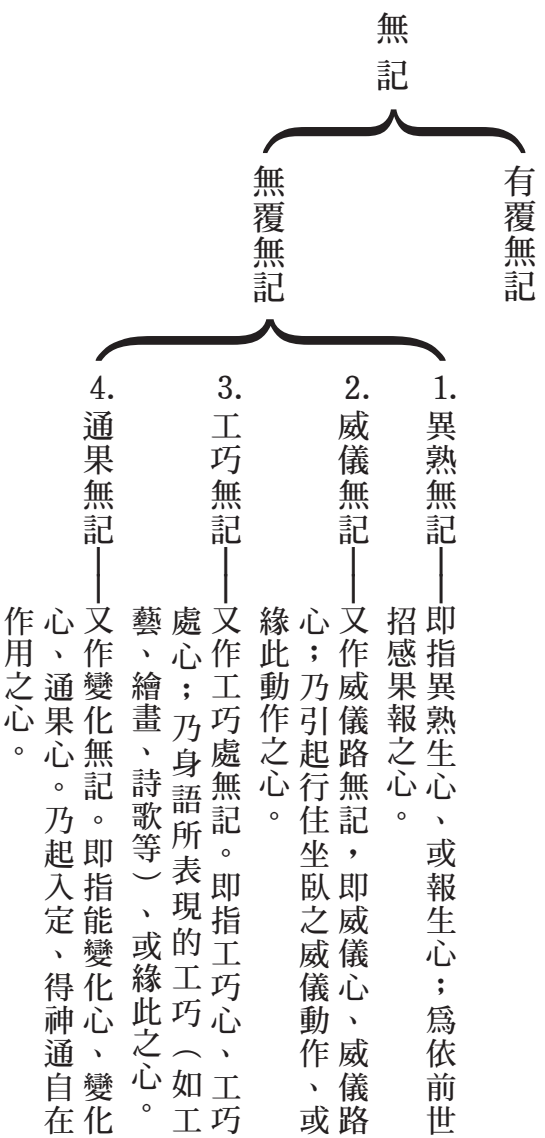 無記
有覆無記
無覆無記
1.異熟無記——即指異熟生心、或報生心;爲依前世
招感果報之心。
2.威儀無記——又作威儀路無記,即威儀心、威儀路
心;乃引起行住坐臥之威儀動作、或
緣此動作之心。
3.工巧無記——又作工巧處無記。即指工巧心、工巧
處心;乃身語所表現的工巧(如工
藝、繪畫、詩歌等)、或緣此之心。
4.通果無記——又作變化無記。即指能變化心、變化
心、通果心。乃起入定、得神通自在
作用之心。